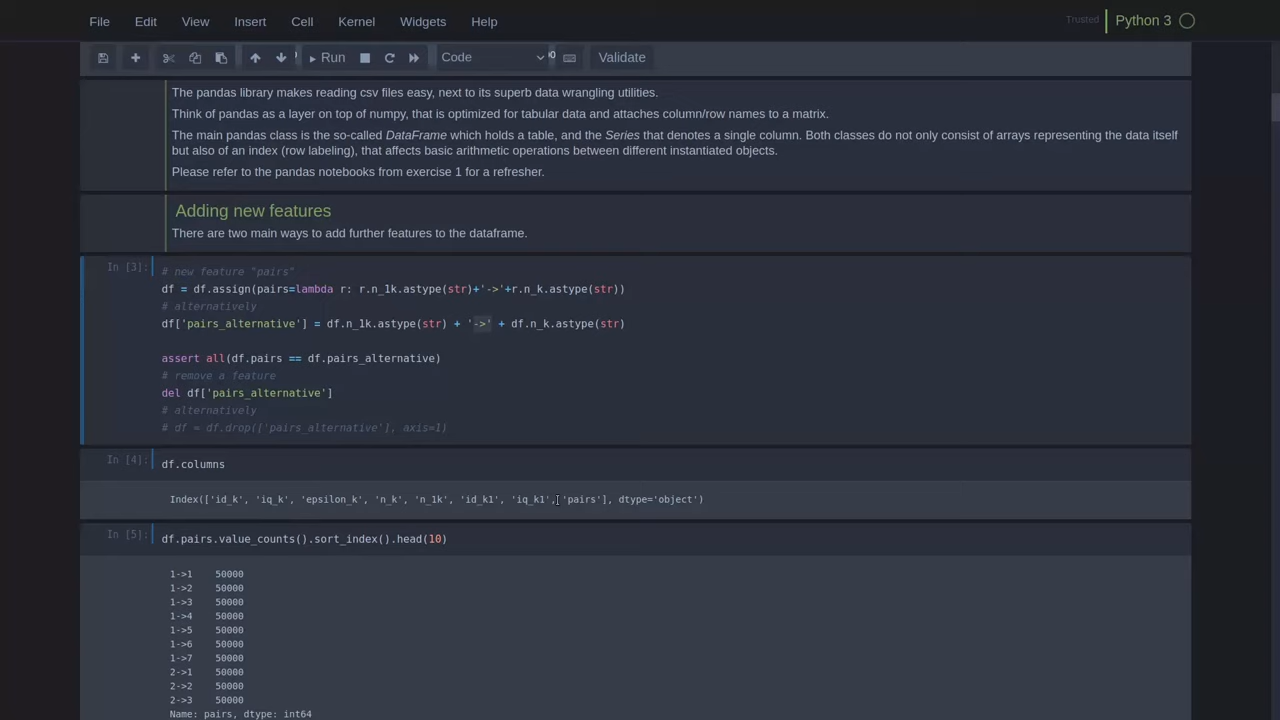 File Edit View Insert Cell Kernel Widgets Help Trusted Python 3
Run Code Validate
The pandas library makes reading csv files easy, next to its superb data wrangling utilities.
Think of pandas as a layer on top of numpy, that is optimized for tabular data and attaches column/row names to a matrix.
The main pandas class is the so-called DataFrame which holds a table, and the Series that denotes a single column. Both classes do not only consist of arrays representing the data itself
but also of an index (row labeling), that affects basic arithmetic operations between different instantiated objects.
Please refer to the pandas notebooks from exercise 1 for a refresher.
Adding new features
There are two main ways to add further features to the dataframe.
In [3]: # new feature "pairs"
df = df.assign(pairs=lambda r: r.n_1k.astype(str)+'->'+r.n_k.astype(str))
# alternatively
df['pairs_alternative'] = df.n_1k.astype(str) + '->' + df.n_k.astype(str)
assert all(df.pairs == df.pairs_alternative)
# remove a feature
del df['pairs_alternative']
# alternatively
# df = df.drop(['pairs_alternative'], axis=1)
In [4]: df.columns
Index(['id_k', 'iq_k', 'epsilon_k', 'n_k', 'n_1k', 'id_k1', 'iq_k1', 'pairs'], dtype='object')
In [5]: df.pairs.value_counts().sort_index().head(10)
1->1 50000
1->2 50000
1->3 50000
1->4 50000
1->5 50000
1->6 50000
1->7 50000
2->1 50000
2->2 50000
2->3 50000
Name: pairs, dtype: int64